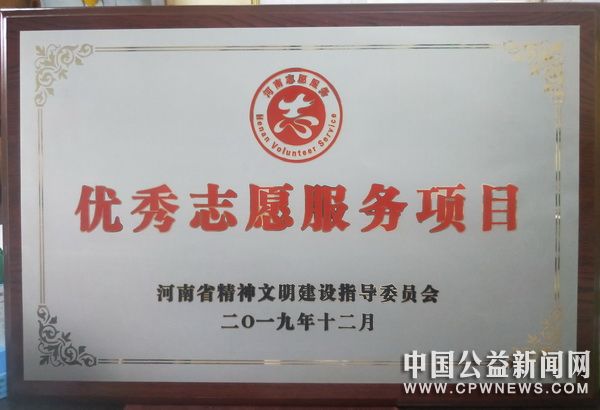 河南志愿服务
志
Henan Volunteer Service
优秀志愿服务项目
河南省精神文明建设指导委员会
二〇一九年十二月
中国公益新闻网
WWW.CPWNEWS.COM